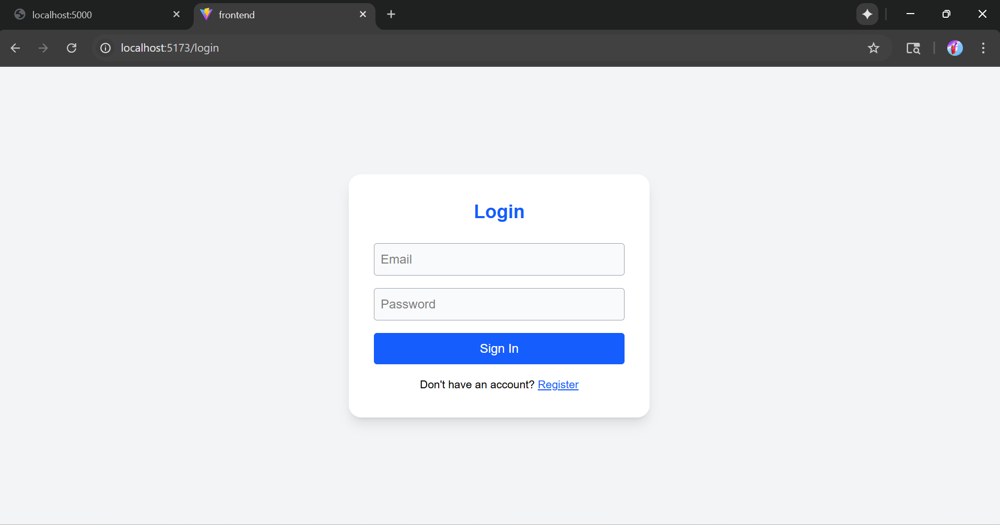 localhost:5000
frontend
localhost:5173/login
Login
Email
Password
Sign In
Don't have an account? Register